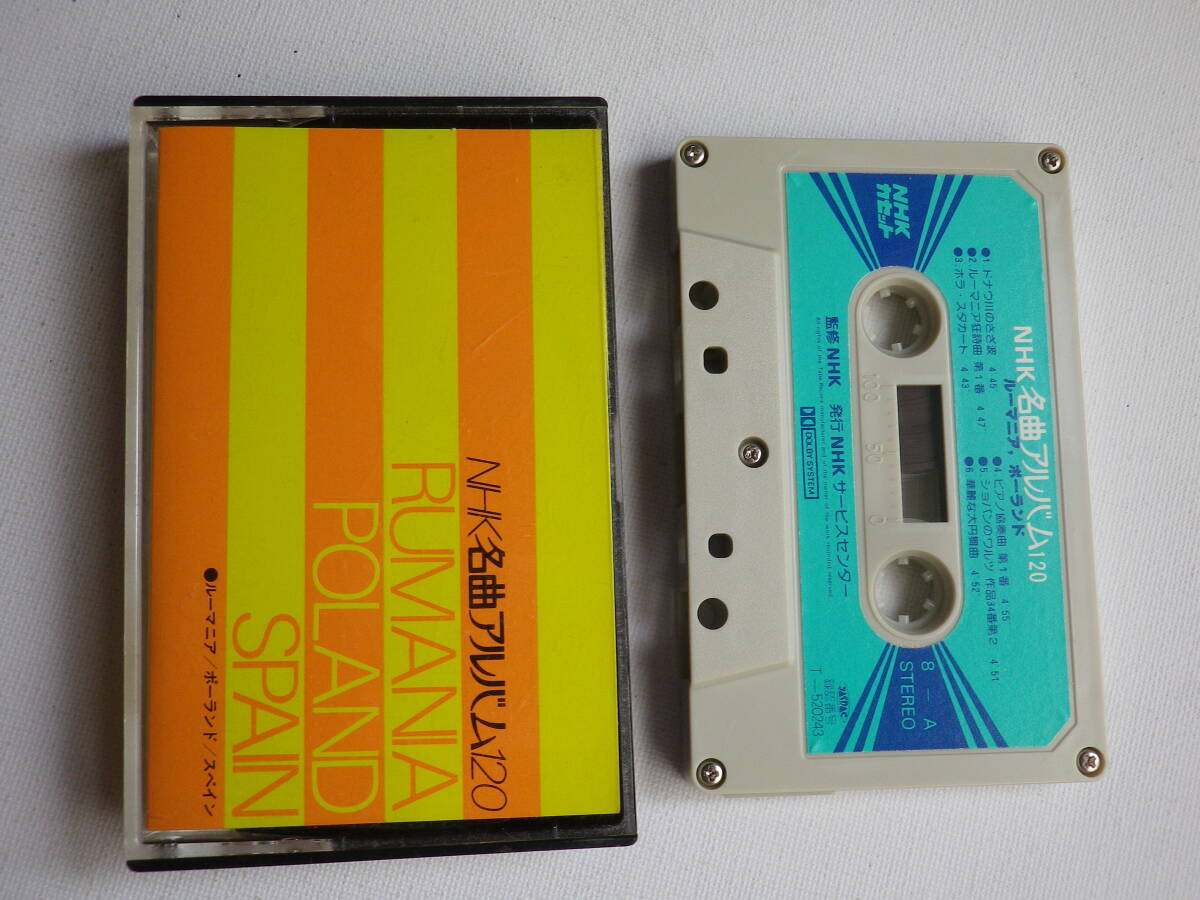 NHK名曲アルバム120
RUMANIA
POLAND
SPAIN
●ルーマニア/ポーランド/スペイン
NHK
カセット
NHK 名曲アルバム120
ルーマニア，ポーランド
●1 ドナウ川のさざ波 4′45″
●2 ルーマニア狂詩曲 第1番 4′47″
●3 ホラ・スタカート 4′43″
●4 ピアノ協奏曲 第1番 4′55″
●5 ショパンのワルツ 作品34番第2 4′51″
●6 華麗な大円舞曲 4′52″
100 50 0
監修 NHK 発行 NHK サービスセンター
DOLBY SYSTEM
8-A
STEREO
録音番号
T-520243